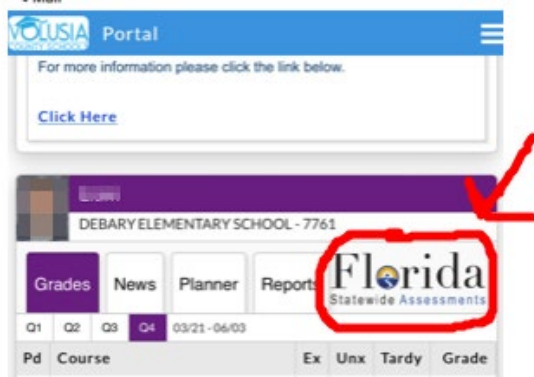 VOLUSIA
COUNTY SCHOOLS
Portal
For more information please click the link below.
Click Here
DEBARY ELEMENTARY SCHOOL - 7761
Grades News Planner Reports
Florida
Statewide Assessments
Q1 Q2 Q3 Q4 03/21 - 06/03
Pd Course Ex Unx Tardy Grade